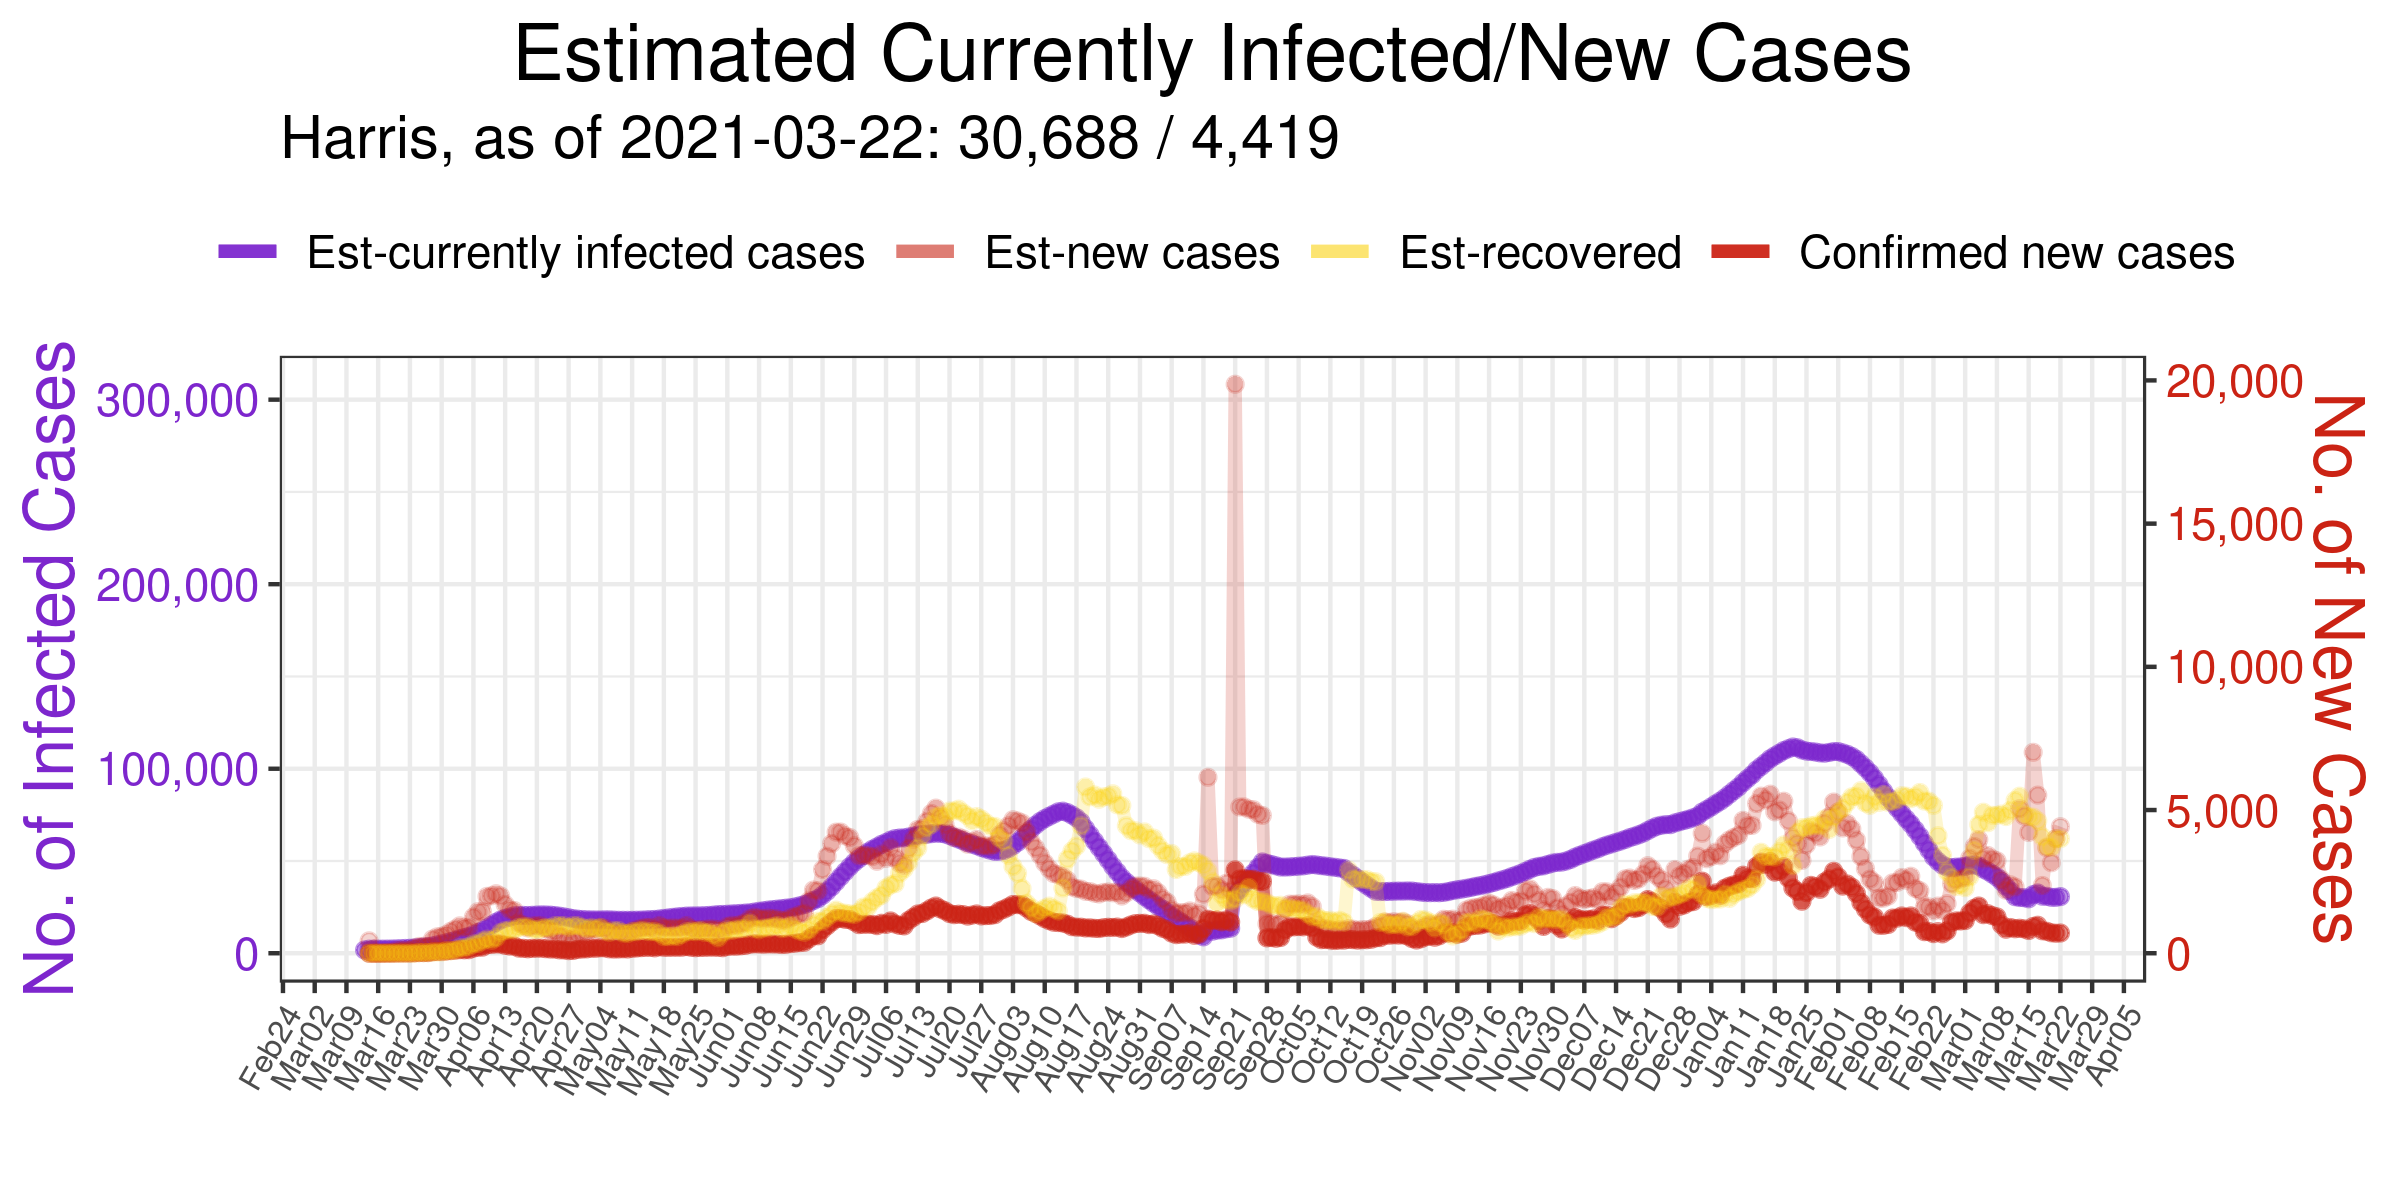 Estimated Currently Infected/New Cases
Harris, as of 2021-03-22: 30,688 / 4,419
Est-currently infected cases Est-new cases Est-recovered Confirmed new cases
No. of Infected Cases
300,000
200,000
100,000
0
20,000
15,000
10,000
5,000
0
No. of New Cases
Feb24
Mar02
Mar09
Mar16
Mar23
Mar30
Apr06
Apr13
Apr20
Apr27
May04
May11
May18
May25
Jun01
Jun08
Jun15
Jun22
Jun29
Jul06
Jul13
Jul20
Jul27
Aug03
Aug10
Aug17
Aug24
Aug31
Sep07
Sep14
Sep21
Sep28
Oct05
Oct12
Oct19
Oct26
Nov02
Nov09
Nov16
Nov23
Nov30
Dec07
Dec14
Dec21
Dec28
Jan04
Jan11
Jan18
Jan25
Feb01
Feb08
Feb15
Feb22
Mar01
Mar08
Mar15
Mar22
Mar29
Apr05